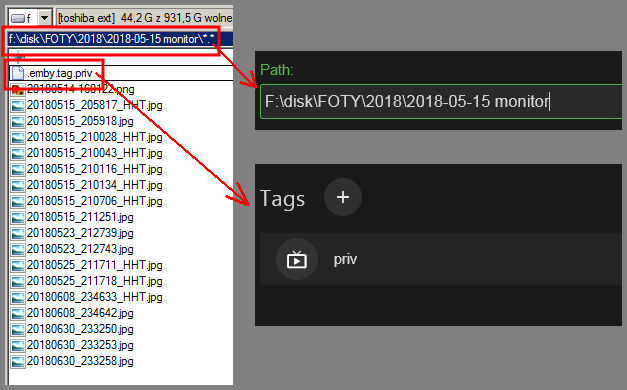 f [toshiba ext] 44,2 G z 931,5 G wolne
f:\disk\FOTY\2018\2018-05-15 monitor\*.*
.emby.tag.priv
20180514-160122.png
20180515_205817_HHT.jpg
20180515_205918.jpg
20180515_210028_HHT.jpg
20180515_210043_HHT.jpg
20180515_210116_HHT.jpg
20180515_210134_HHT.jpg
20180515_210706_HHT.jpg
20180515_211251.jpg
20180523_212739.jpg
20180523_212743.jpg
20180525_211711_HHT.jpg
20180525_211718_HHT.jpg
20180608_234633_HHT.jpg
20180608_234642.jpg
20180630_233250.jpg
20180630_233253.jpg
20180630_233258.jpg
Path:
F:\disk\FOTY\2018\2018-05-15 monitor
Tags
priv